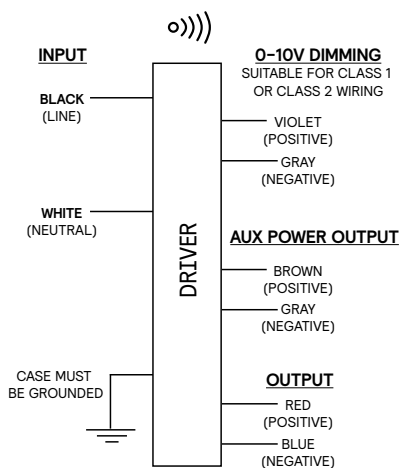 INPUT
BLACK
(LINE)
WHITE
(NEUTRAL)
CASE MUST
BE GROUNDED
DRIVER
0-10V DIMMING
SUITABLE FOR CLASS 1
OR CLASS 2 WIRING
VIOLET
(POSITIVE)
GRAY
(NEGATIVE)
AUX POWER OUTPUT
BROWN
(POSITIVE)
GRAY
(NEGATIVE)
OUTPUT
RED
(POSITIVE)
BLUE
(NEGATIVE)